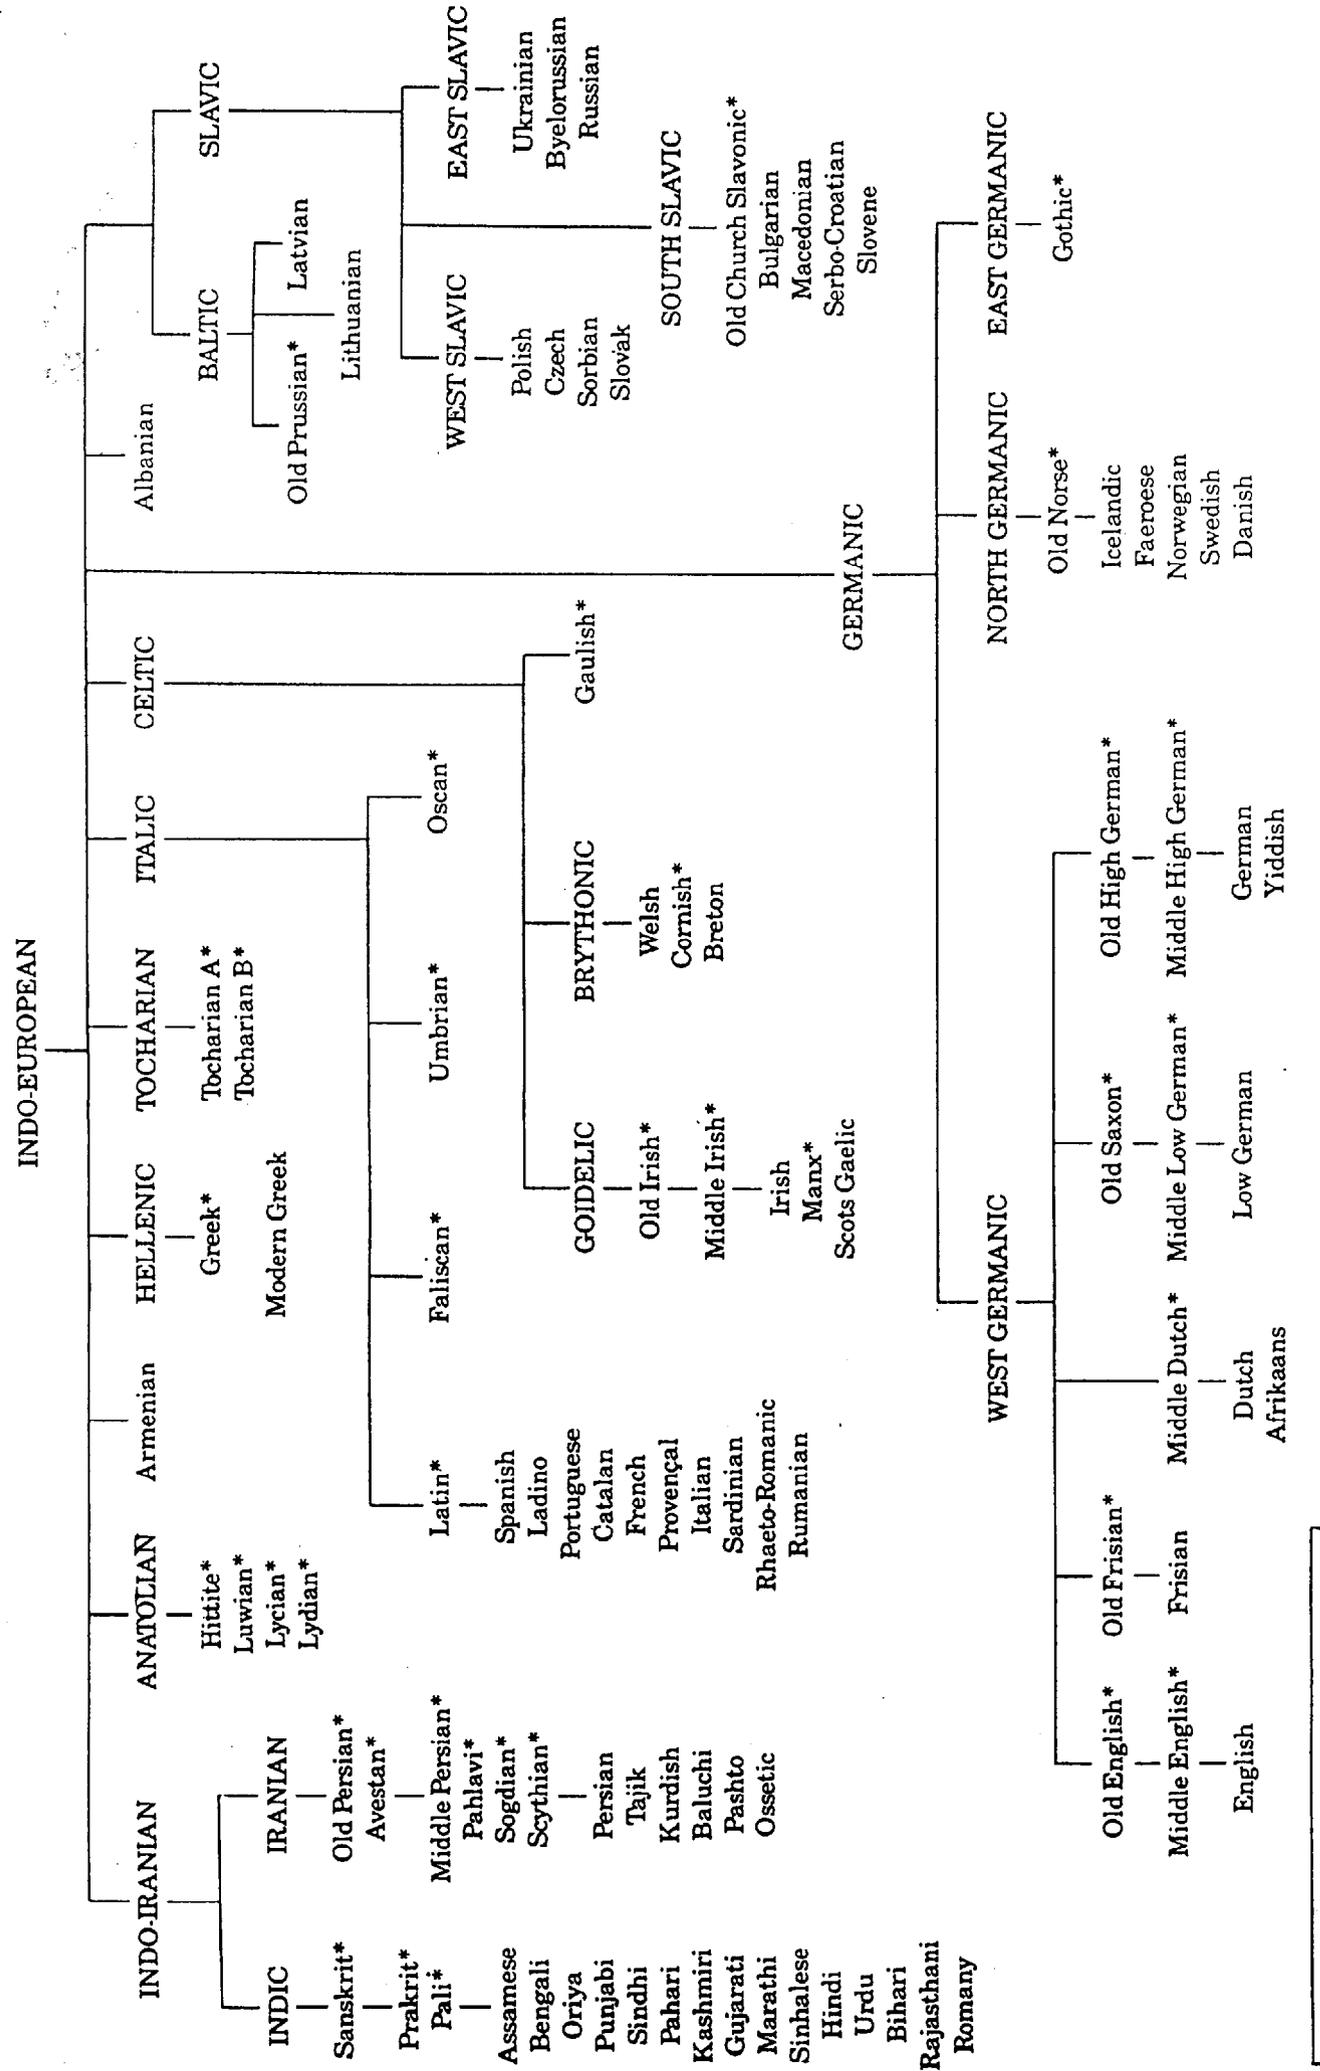 INDO-EUROPEAN
INDO-IRANIAN
INDIC
Sanskrit*
Prakrit*
Pali*
Assamese
Bengali
Oriya
Punjabi
Sindhi
Pahari
Kashmiri
Gujarati
Marathi
Sinhalese
Hindi
Urdu
Bihari
Rajasthani
Romany
IRANIAN
Old Persian*
Avestan*
Middle Persian*
Pahlavi*
Sogdian*
Scythian*
Persian
Tajik
Kurdish
Baluchi
Pashto
Ossetic
ANATOLIAN
Hittite*
Luwian*
Lycian*
Lydian*
Armenian
HELLENIC
Greek*
Modern Greek
TOCHARIAN
Tocharian A*
Tocharian B*
ITALIC
Latin*
Spanish
Ladino
Portuguese
Catalan
French
Provençal
Italian
Sardinian
Rhaeto-Romanic
Rumanian
Faliscan*
Umbrian*
Oscan*
CELTIC
GOIDELIC
Old Irish*
Middle Irish*
Irish
Manx*
Scots Gaelic
BRYTHONIC
Welsh
Cornish*
Breton
Gaulish*
GERMANIC
WEST GERMANIC
Old English*
Middle English*
English
Old Frisian*
Frisian
Middle Dutch*
Dutch
Afrikaans
Old Saxon*
Middle Low German*
Low German
Old High German*
Middle High German*
German
Yiddish
NORTH GERMANIC
Old Norse*
Icelandic
Faeroese
Norwegian
Swedish
Danish
EAST GERMANIC
Gothic*
Albanian
BALTIC
Old Prussian*
Lithuanian
Latvian
SLAVIC
WEST SLAVIC
Polish
Czech
Sorbian
Slovak
SOUTH SLAVIC
Old Church Slavonic*
Bulgarian
Macedonian
Serbo-Croatian
Slovene
EAST SLAVIC
Ukrainian
Byelorussian
Russian